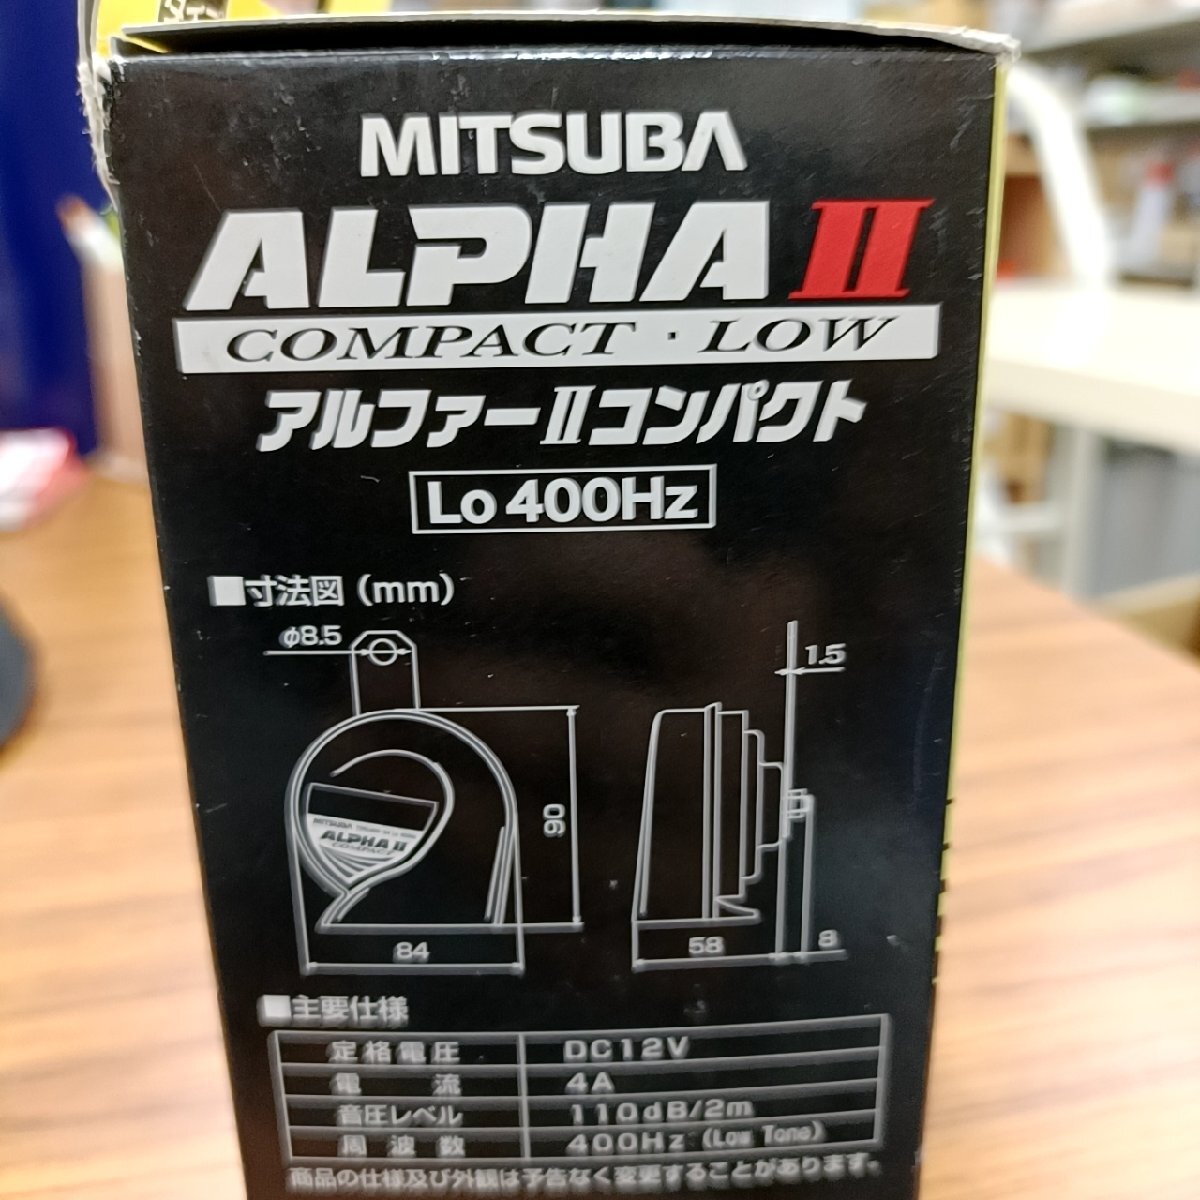 MITSUBA
ALPHA II
COMPACT・LOW
アルファーIIコンパクト
Lo 400Hz
■寸法図（mm）
φ8.5
1.5
MITSUBA
ALPHA II
COMPACT
90
84
58
8
■主要仕様
定格電圧 DC12V
電流 4A
音圧レベル 110dB/2m
周波数 400Hz（Low Tone）
商品の仕様及び外観は予告なく変更することがあります。